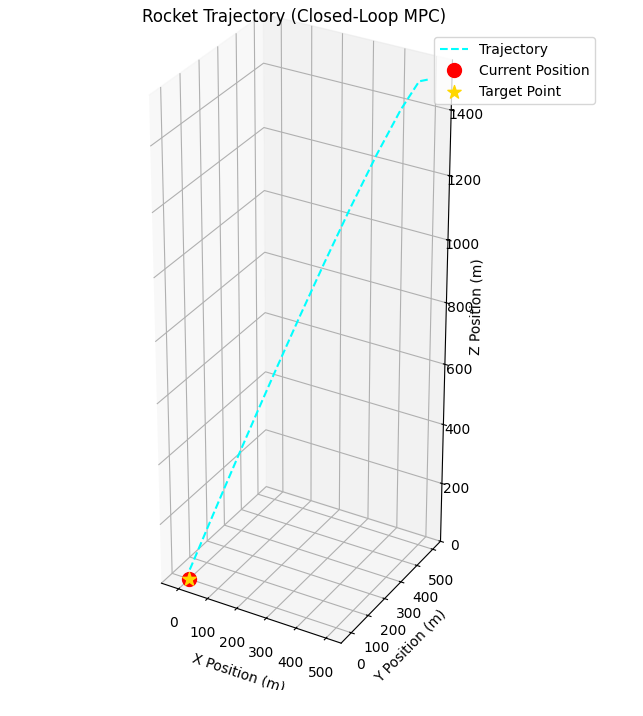 Rocket Trajectory (Closed-Loop MPC)
Trajectory
Current Position
Target Point
1400
1200
1000
800
600
400
200
0
Z Position (m)
0
100
200
300
400
500
X Position (m)
0
100
200
300
400
500
Y Position (m)